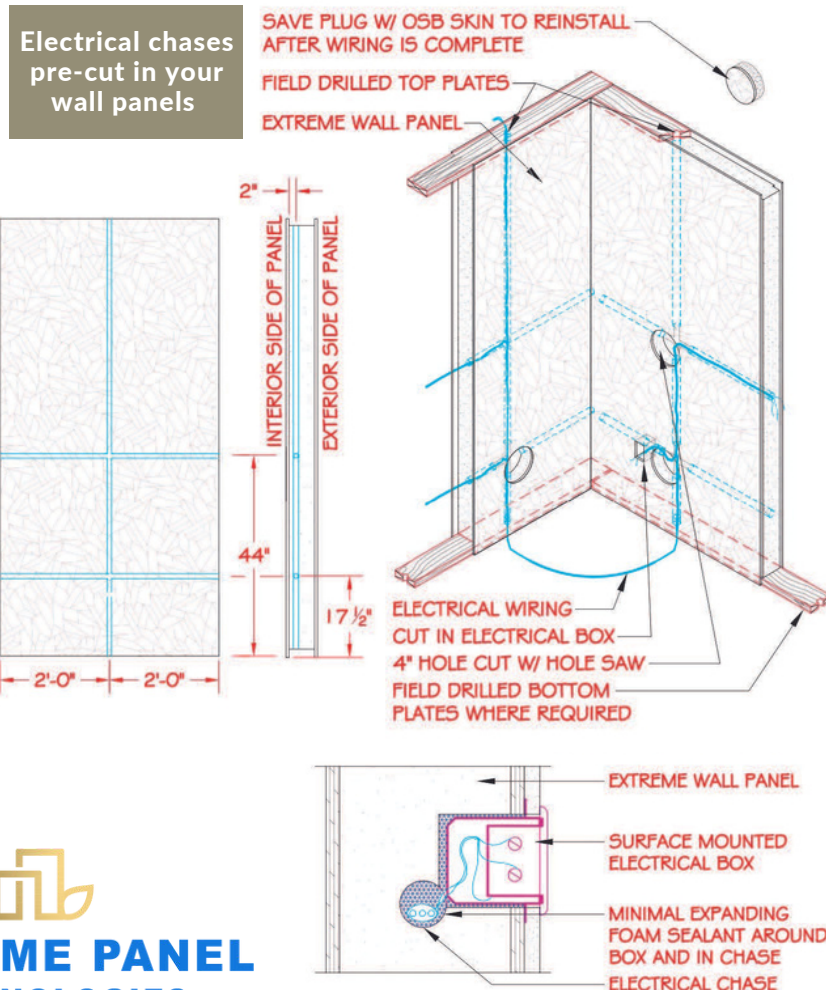 Electrical chases
pre-cut in your
wall panels
SAVE PLUG W/ OSB SKIN TO REINSTALL
AFTER WIRING IS COMPLETE
FIELD DRILLED TOP PLATES
EXTREME WALL PANEL
2"
INTERIOR SIDE OF PANEL
EXTERIOR SIDE OF PANEL
44"
17 ½"
2'-0"
2'-0"
ELECTRICAL WIRING
CUT IN ELECTRICAL BOX
4" HOLE CUT W/ HOLE SAW
FIELD DRILLED BOTTOM
PLATES WHERE REQUIRED
EXTREME WALL PANEL
SURFACE MOUNTED
ELECTRICAL BOX
MINIMAL EXPANDING
FOAM SEALANT AROUND
BOX AND IN CHASE
ELECTRICAL CHASE
ME PANEL